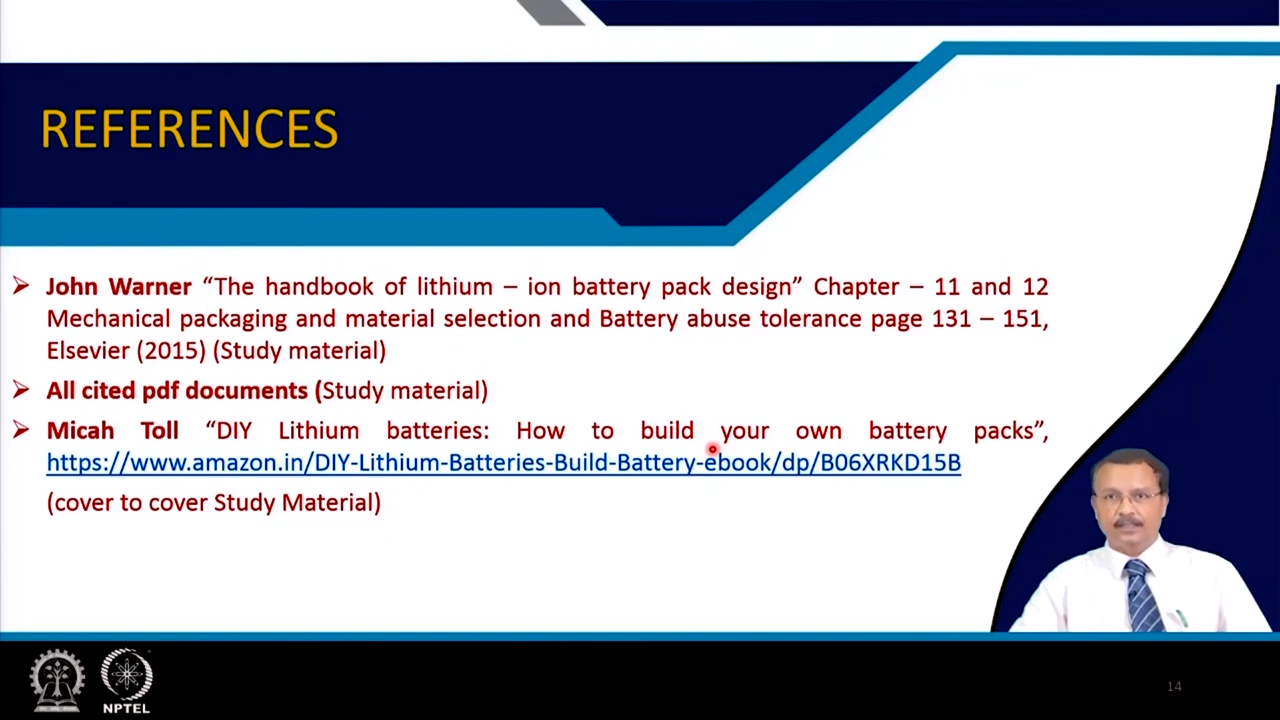 REFERENCES
➢ John Warner “The handbook of lithium – ion battery pack design” Chapter – 11 and 12
Mechanical packaging and material selection and Battery abuse tolerance page 131 – 151,
Elsevier (2015) (Study material)
➢ All cited pdf documents (Study material)
➢ Micah Toll “DIY Lithium batteries: How to build your own battery packs”,
https://www.amazon.in/DIY-Lithium-Batteries-Build-Battery-ebook/dp/B06XRKD15B
(cover to cover Study Material)
NPTEL
14